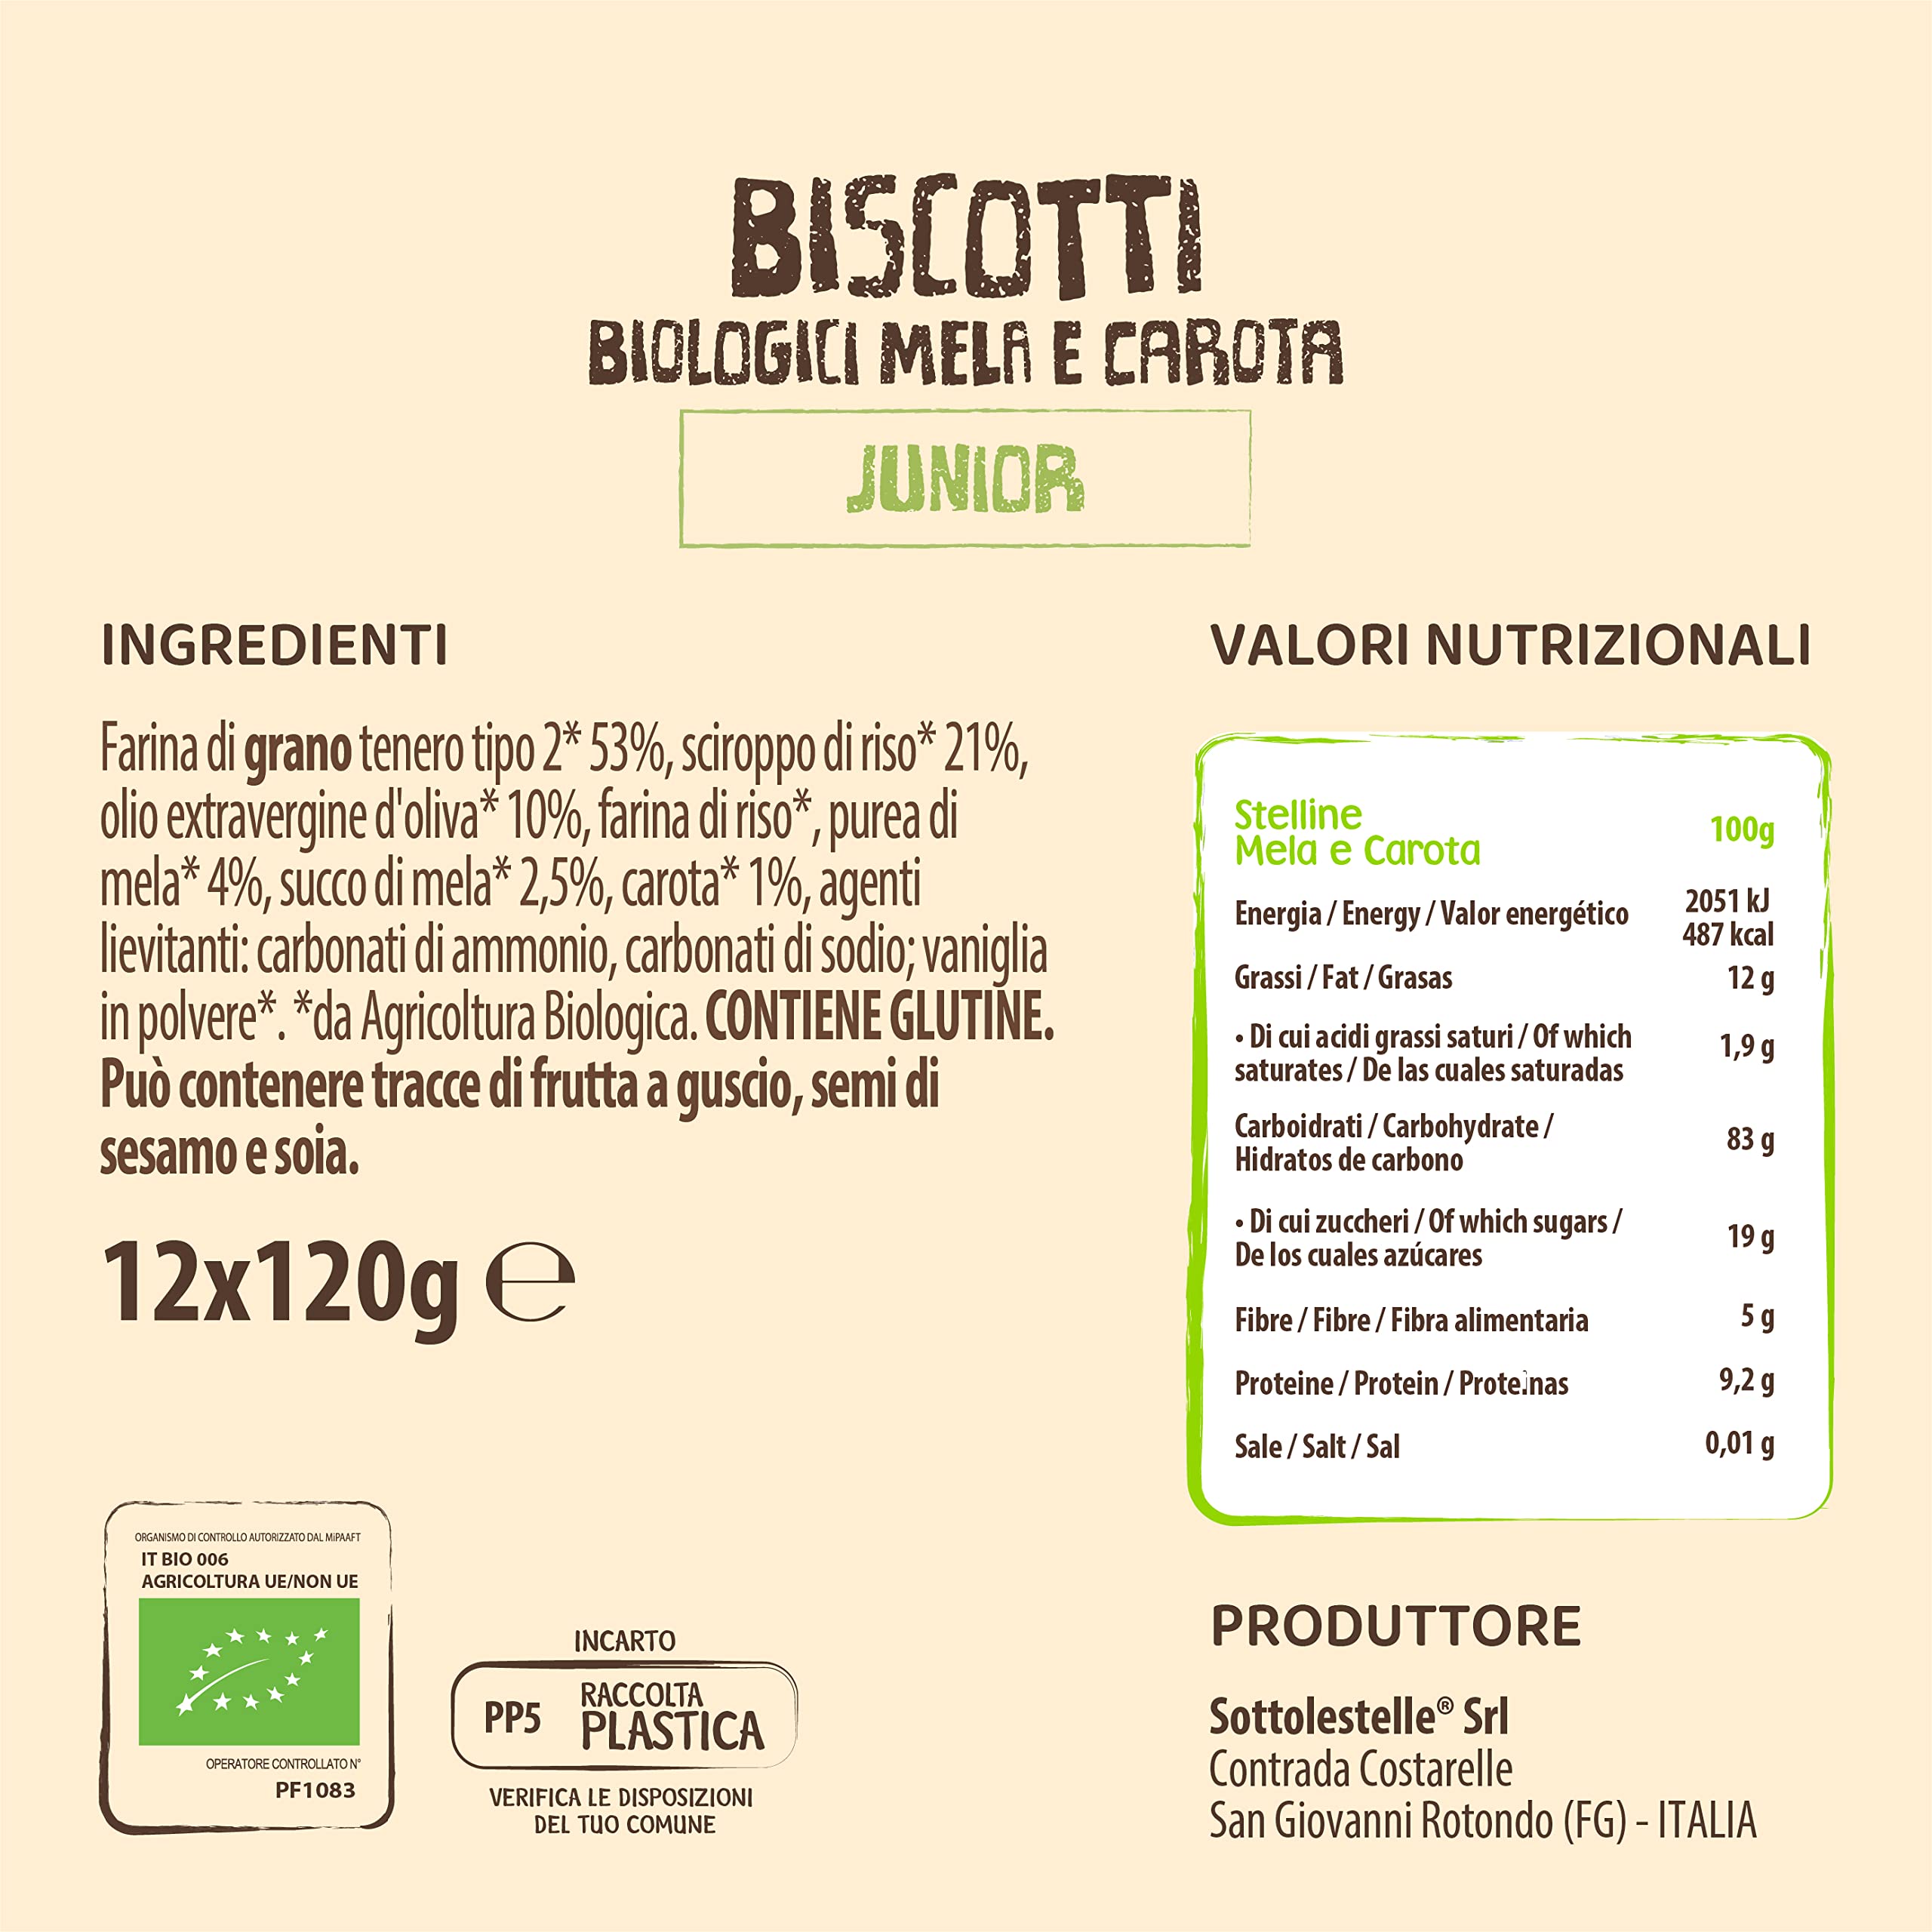 BISCOTTI
BIOLOGICI MELA E CAROTA
JUNIOR
INGREDIENTI
Farina di grano tenero tipo 2* 53%, sciroppo di riso* 21%,
olio extravergine d'oliva* 10%, farina di riso*, purea di
mela* 4%, succo di mela* 2,5%, carota* 1%, agenti
lievitanti: carbonati di ammonio, carbonati di sodio; vaniglia
in polvere*. *da Agricoltura Biologica. CONTIENE GLUTINE.
Può contenere tracce di frutta a guscio, semi di
sesamo e soia.
12x120g ℮
ORGANISMO DI CONTROLLO AUTORIZZATO DAL MiPAAFT
IT BIO 006
AGRICOLTURA UE/NON UE
OPERATORE CONTROLLATO N°
PF1083
INCARTO
PP5
RACCOLTA
PLASTICA
VERIFICA LE DISPOSIZIONI
DEL TUO COMUNE
VALORI NUTRIZIONALI
Stelline
Mela e Carota 100g
Energia / Energy / Valor energético 2051 kJ
487 kcal
Grassi / Fat / Grasas 12 g
• Di cui acidi grassi saturi / Of which
saturates / De las cuales saturadas 1,9 g
Carboidrati / Carbohydrate /
Hidratos de carbono 83 g
• Di cui zuccheri / Of which sugars /
De los cuales azúcares 19 g
Fibre / Fibre / Fibra alimentaria 5 g
Proteine / Protein / Prote.ìnas 9,2 g
Sale / Salt / Sal 0,01 g
PRODUTTORE
Sottolestelle® Srl
Contrada Costarelle
San Giovanni Rotondo (FG) - ITALIA